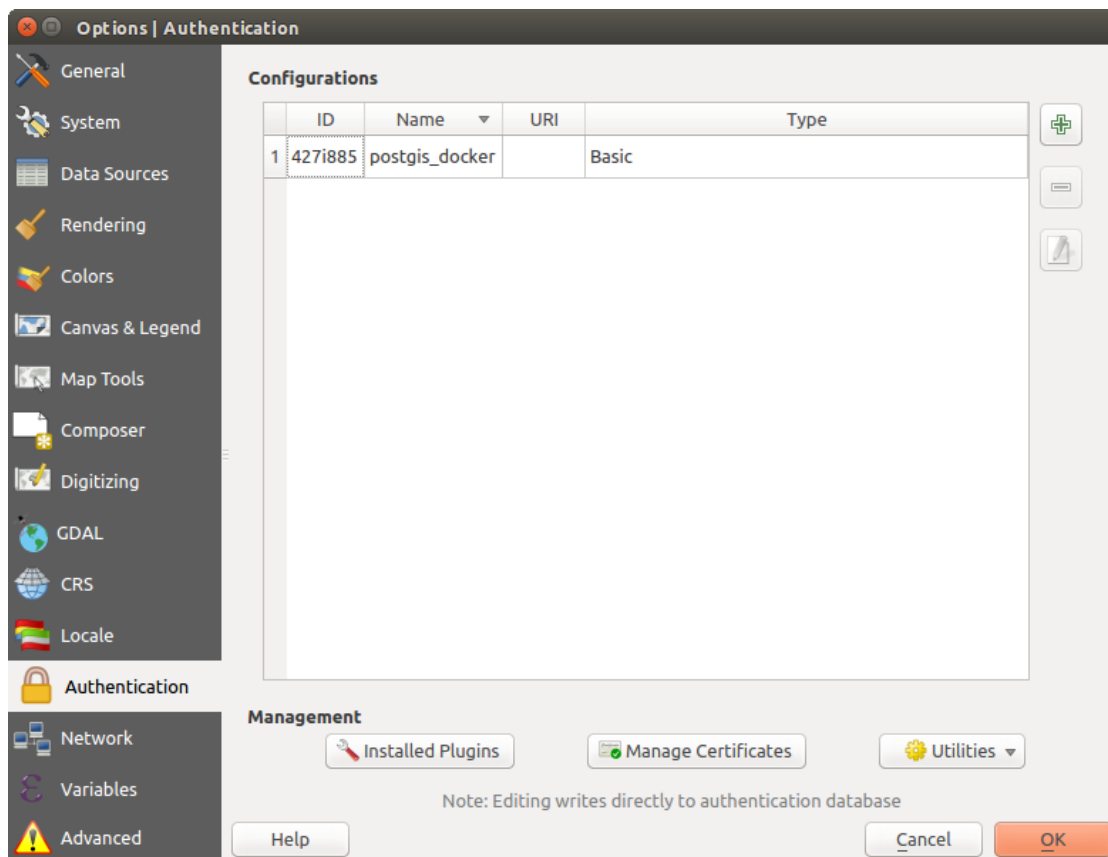 Options | Authentication
General
System
Data Sources
Rendering
Colors
Canvas & Legend
Map Tools
Composer
Digitizing
GDAL
CRS
Locale
Authentication
Network
Variables
Advanced
Configurations
ID Name URI Type
1 427i885 postgis_docker Basic
Management
Installed Plugins Manage Certificates Utilities
Note: Editing writes directly to authentication database
Help Cancel OK